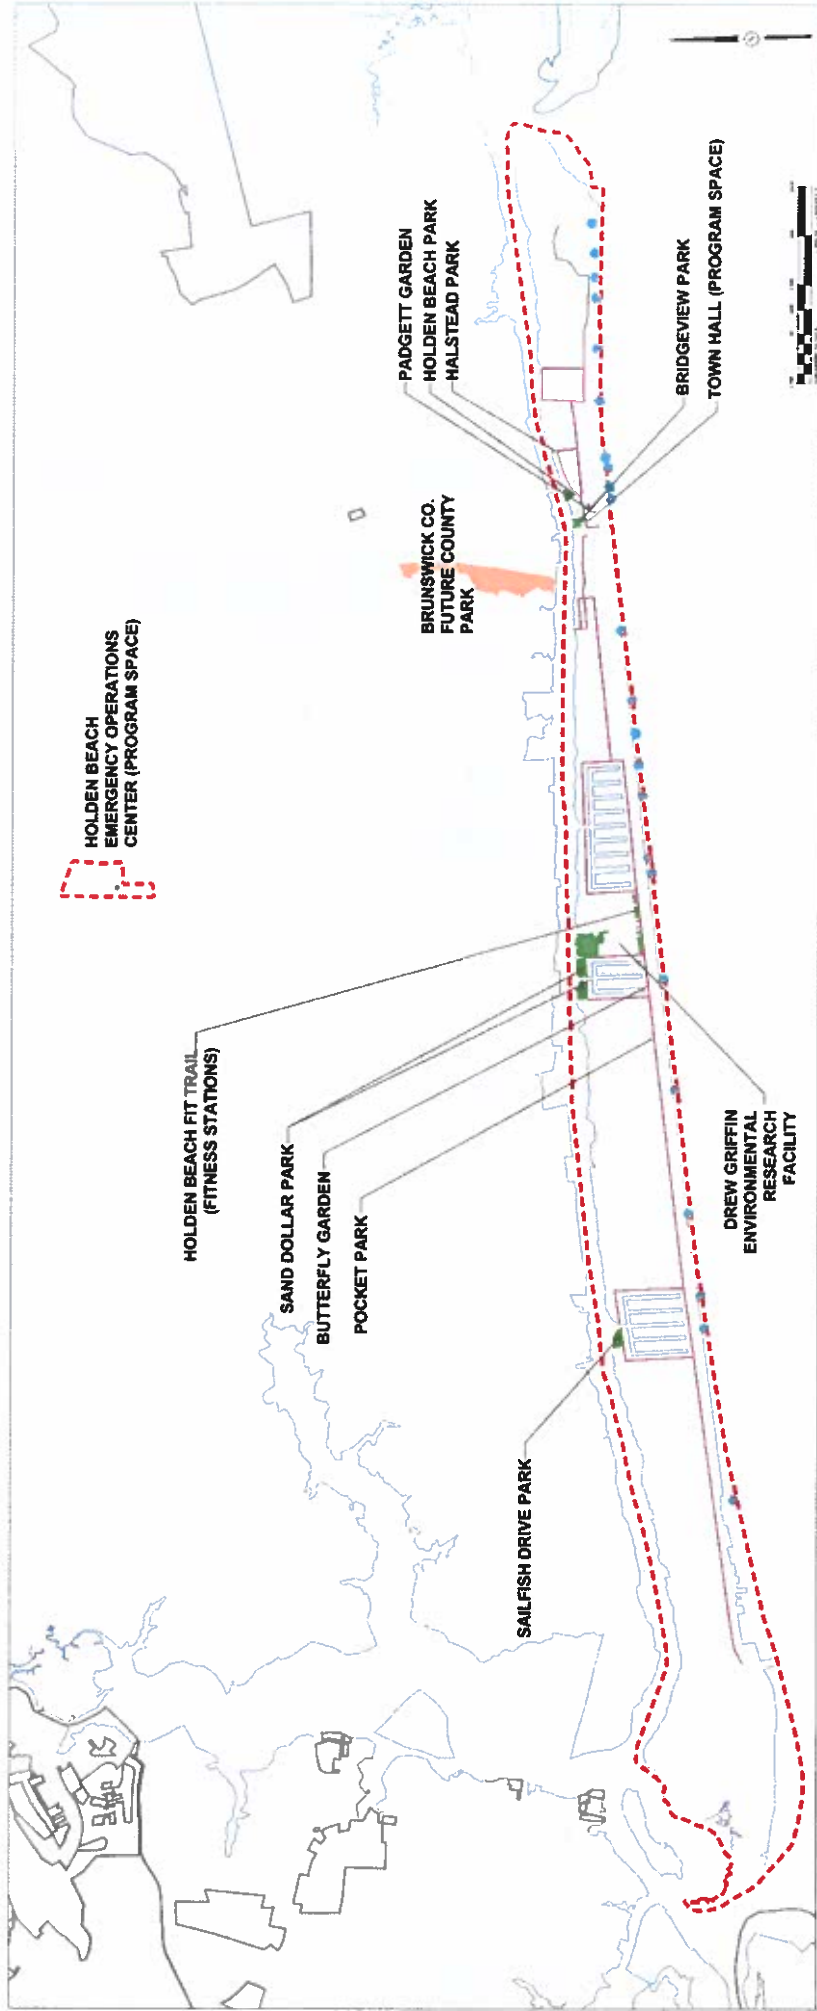 HOLDEN BEACH
EMERGENCY OPERATIONS
CENTER (PROGRAM SPACE)
HOLDEN BEACH FIT TRAIL
(FITNESS STATIONS)
SAND DOLLAR PARK
BUTTERFLY GARDEN
POCKET PARK
SAILFISH DRIVE PARK
DREW GRIFFIN
ENVIRONMENTAL
RESEARCH
FACILITY
BRUNSWICK CO.
FUTURE COUNTY
PARK
PADGETT GARDEN
HOLDEN BEACH PARK
HALSTEAD PARK
BRIDGEVIEW PARK
TOWN HALL (PROGRAM SPACE)